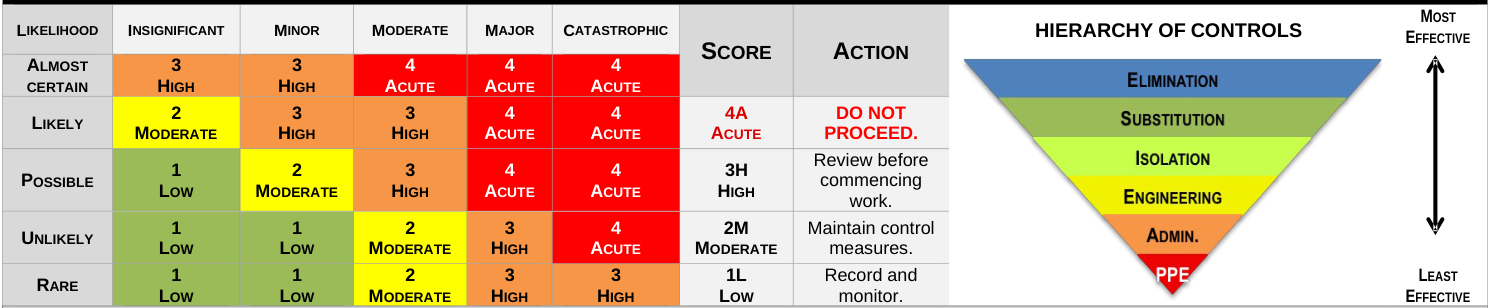 LIKELIHOOD INSIGNIFICANT MINOR MODERATE MAJOR CATASTROPHIC SCORE ACTION
ALMOST CERTAIN 3 HIGH 3 HIGH 4 ACUTE 4 ACUTE 4 ACUTE
LIKELY 2 MODERATE 3 HIGH 3 HIGH 4 ACUTE 4 ACUTE 4A ACUTE DO NOT PROCEED.
POSSIBLE 1 LOW 2 MODERATE 3 HIGH 4 ACUTE 4 ACUTE 3H HIGH Review before commencing work.
UNLIKELY 1 LOW 1 LOW 2 MODERATE 3 HIGH 4 ACUTE 2M MODERATE Maintain control measures.
RARE 1 LOW 1 LOW 2 MODERATE 3 HIGH 3 HIGH 1L LOW Record and monitor.
HIERARCHY OF CONTROLS
ELIMINATION
SUBSTITUTION
ISOLATION
ENGINEERING
ADMIN.
PPE
MOST
EFFECTIVE
LEAST
EFFECTIVE